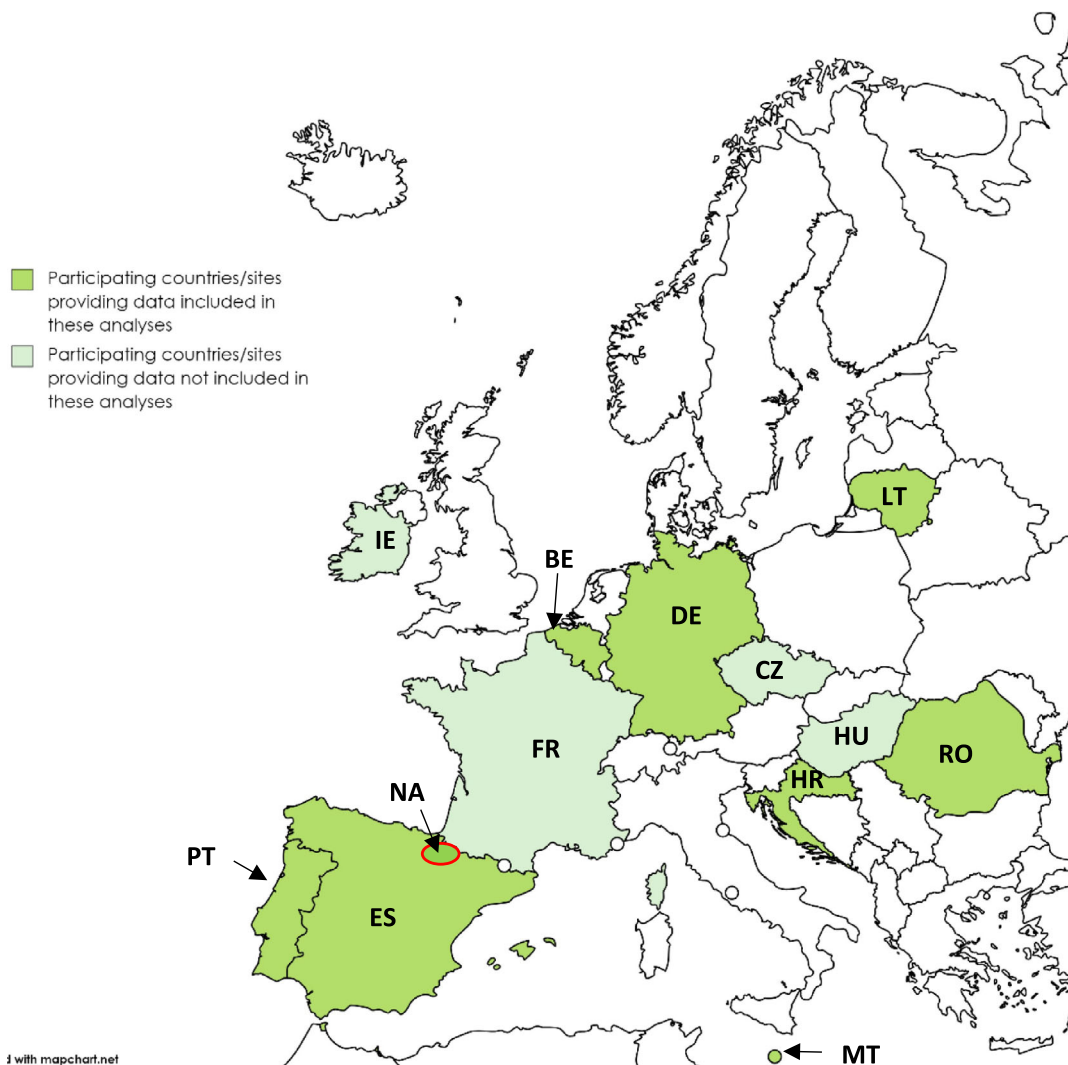 Participating countries/sites
providing data included in
these analyses
Participating countries/sites
providing data not included in
these analyses
LT
IE
BE
DE
CZ
FR
HU
RO
HR
NA
PT
ES
MT
d with mapchart.net